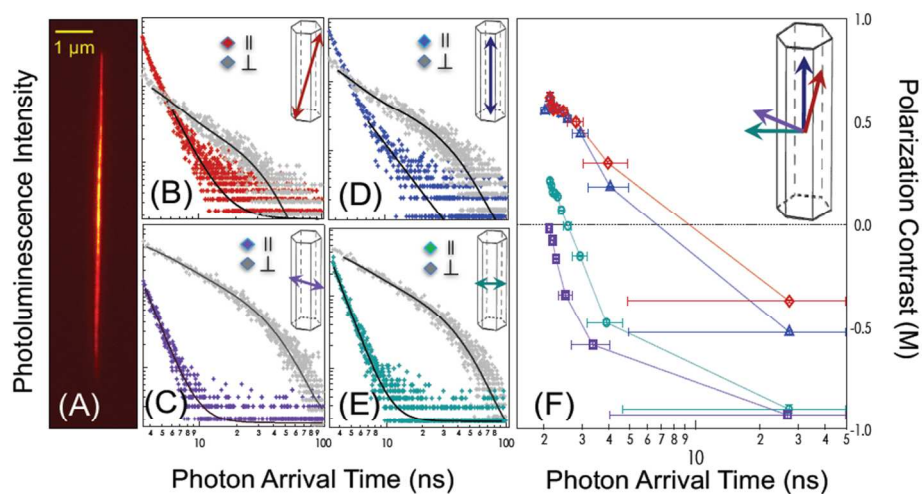 1 μm
Photoluminescence Intensity
(A)
||
⊥
(B)
||
⊥
(D)
||
⊥
(C)
4 5 6 7 8 9 10 2 3 4 5 6 7 8 9 100
||
⊥
(E)
4 5 6 7 8 9 10 2 3 4 5 6 7 8 9 100
Photon Arrival Time (ns)
(F)
1.0
0.5
0.0
-0.5
-1.0
Polarization Contrast (M)
2 3 4 5 6 7 8 9 10 2 3 4 5
Photon Arrival Time (ns)